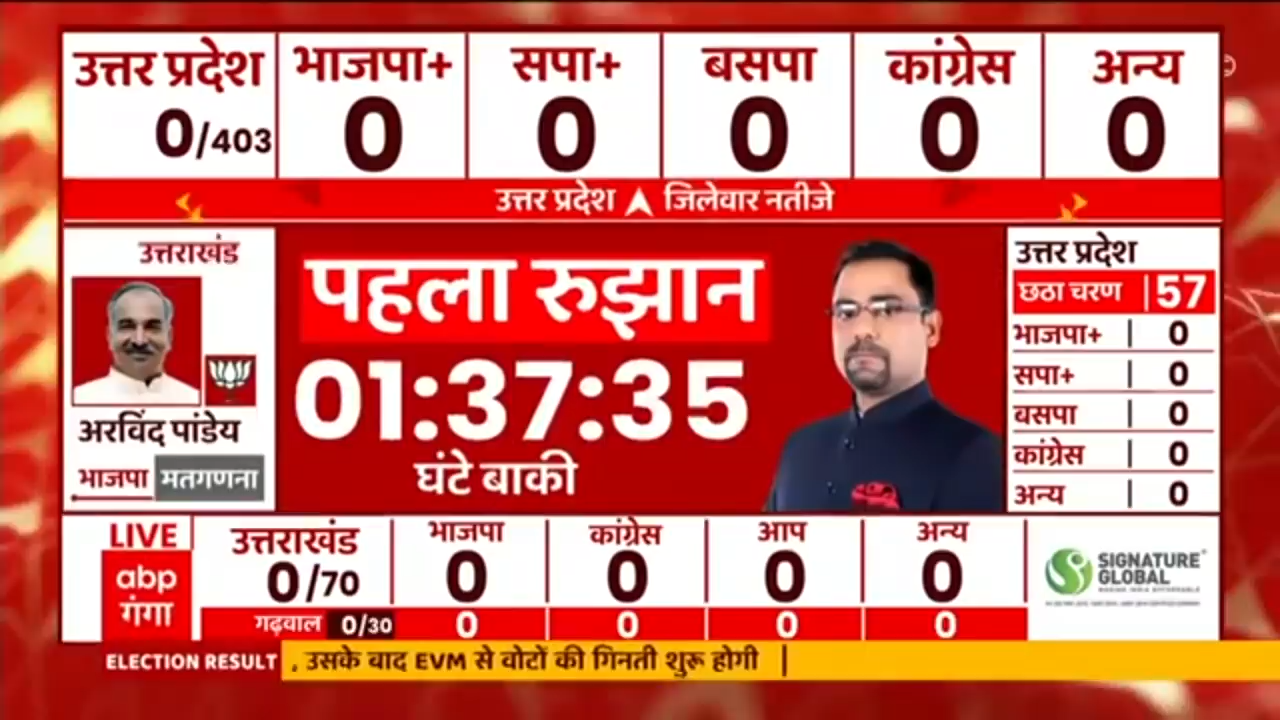 उत्तर प्रदेश भाजपा+ सपा+ बसपा कांग्रेस अन्य
0/403 0 0 0 0 0
उत्तर प्रदेश जिलेवार नतीजे
उत्तराखंड
अरविंद पांडेय
भाजपा मतगणना
पहला रुझान
01:37:35
घंटे बाकी
उत्तर प्रदेश
छठा चरण 57
भाजपा+ 0
सपा+ 0
बसपा 0
कांग्रेस 0
अन्य 0
LIVE
abp
गंगा
उत्तराखंड भाजपा कांग्रेस आप अन्य
0/70 0 0 0 0
गढ़वाल 0/30 0 0 0 0
SIGNATURE
GLOBAL
ELECTION RESULT , उसके बाद EVM से वोटों की गिनती शुरू होगी |